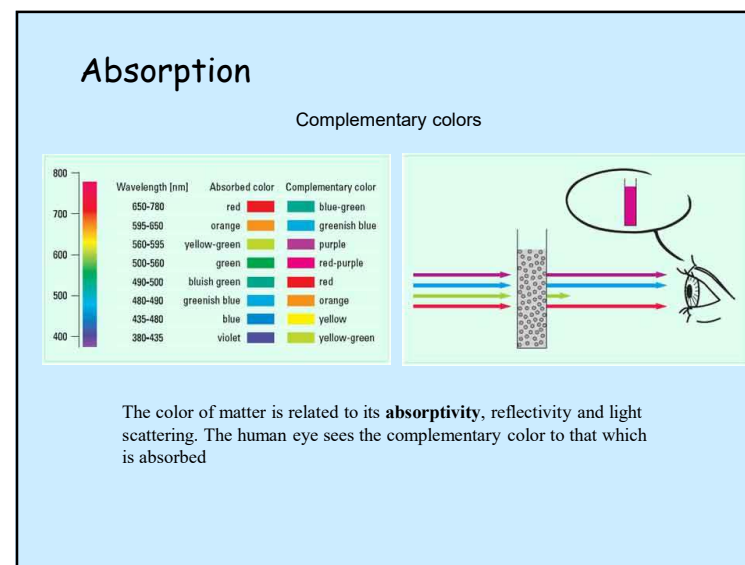 Absorption
Complementary colors
800
700
600
500
400
Wavelength [nm] Absorbed color Complementary color
650-780 red blue-green
595-650 orange greenish blue
560-595 yellow-green purple
500-560 green red-purple
490-500 bluish green red
480-490 greenish blue orange
435-480 blue yellow
380-435 violet yellow-green
The color of matter is related to its absorptivity, reflectivity and light
scattering. The human eye sees the complementary color to that which
is absorbed